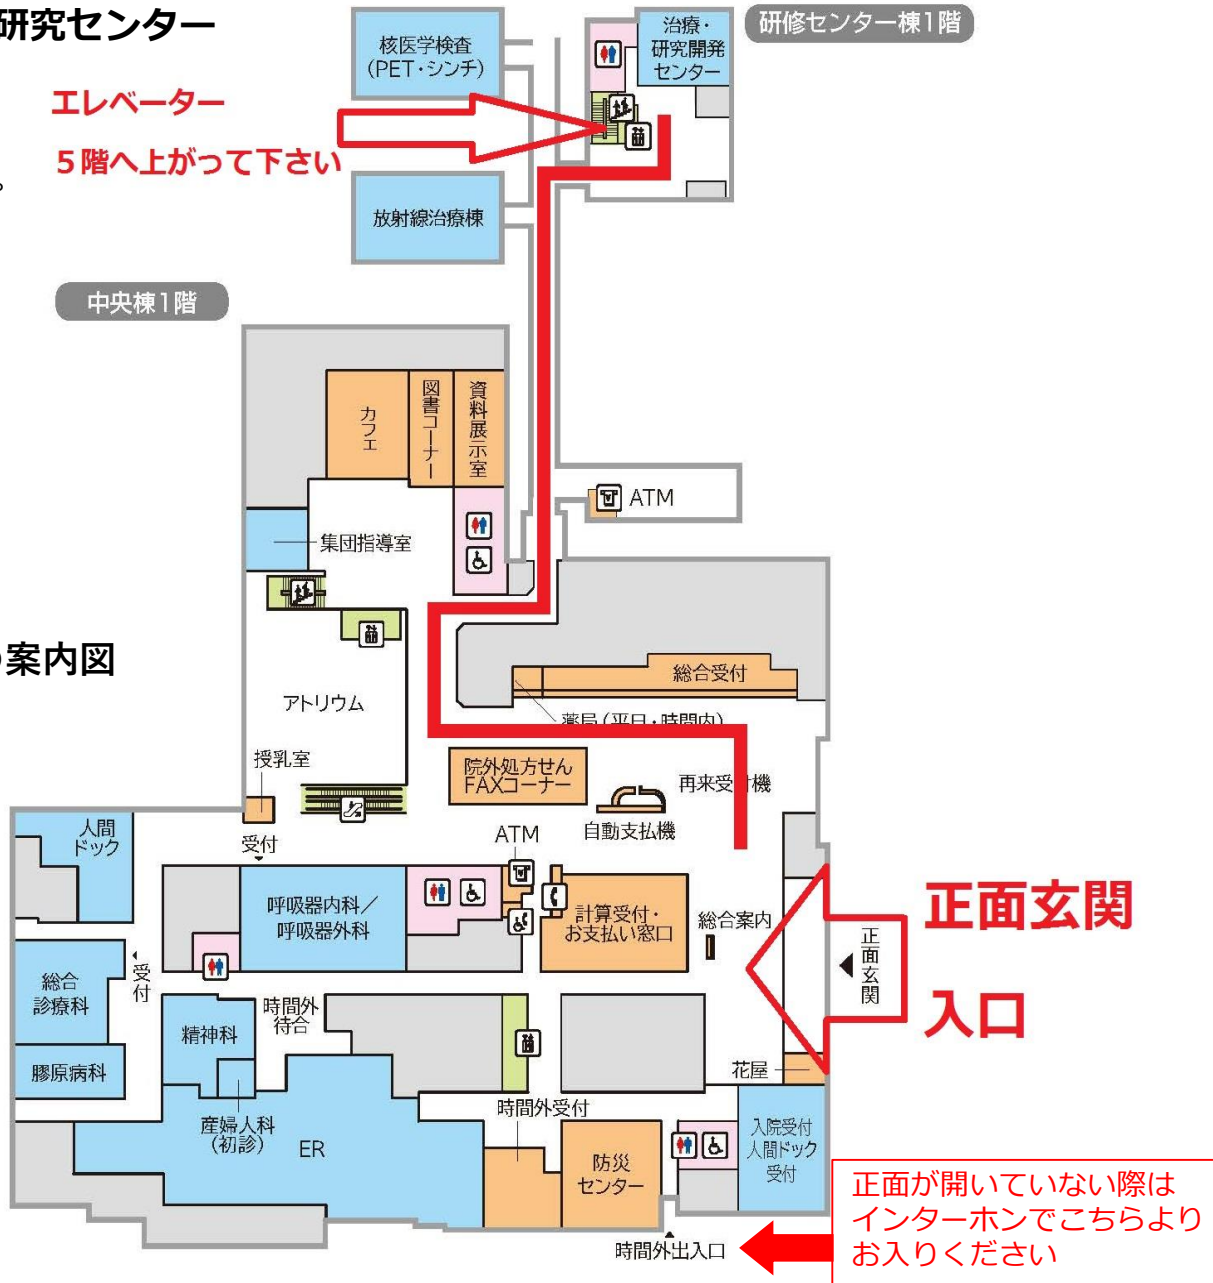 研究センター
研修センター棟1階
核医学検査
(PET・シンチ)
治療・
研究開発
センター
エレベーター
５階へ上がって下さい
。
放射線治療棟
中央棟1階
カフェ
図書コーナー
資料展示室
ATM
集団指導室
案内図
総合受付
アトリウム
薬局(平日・時間内)
授乳室
院外処方せん
FAXコーナー
再来受付機
自動支払機
人間
ドック
受付
ATM
呼吸器内科／
呼吸器外科
計算受付・
お支払い窓口
総合案内
正面玄関
正面玄関
入口
受付
総合
診療科
時間外
待合
精神科
膠原病科
花屋
時間外受付
産婦人科
(初診)
ER
入院受付
人間ドック
受付
防災
センター
正面が開いていない際は
インターホンでこちらより
お入りください
時間外出入口